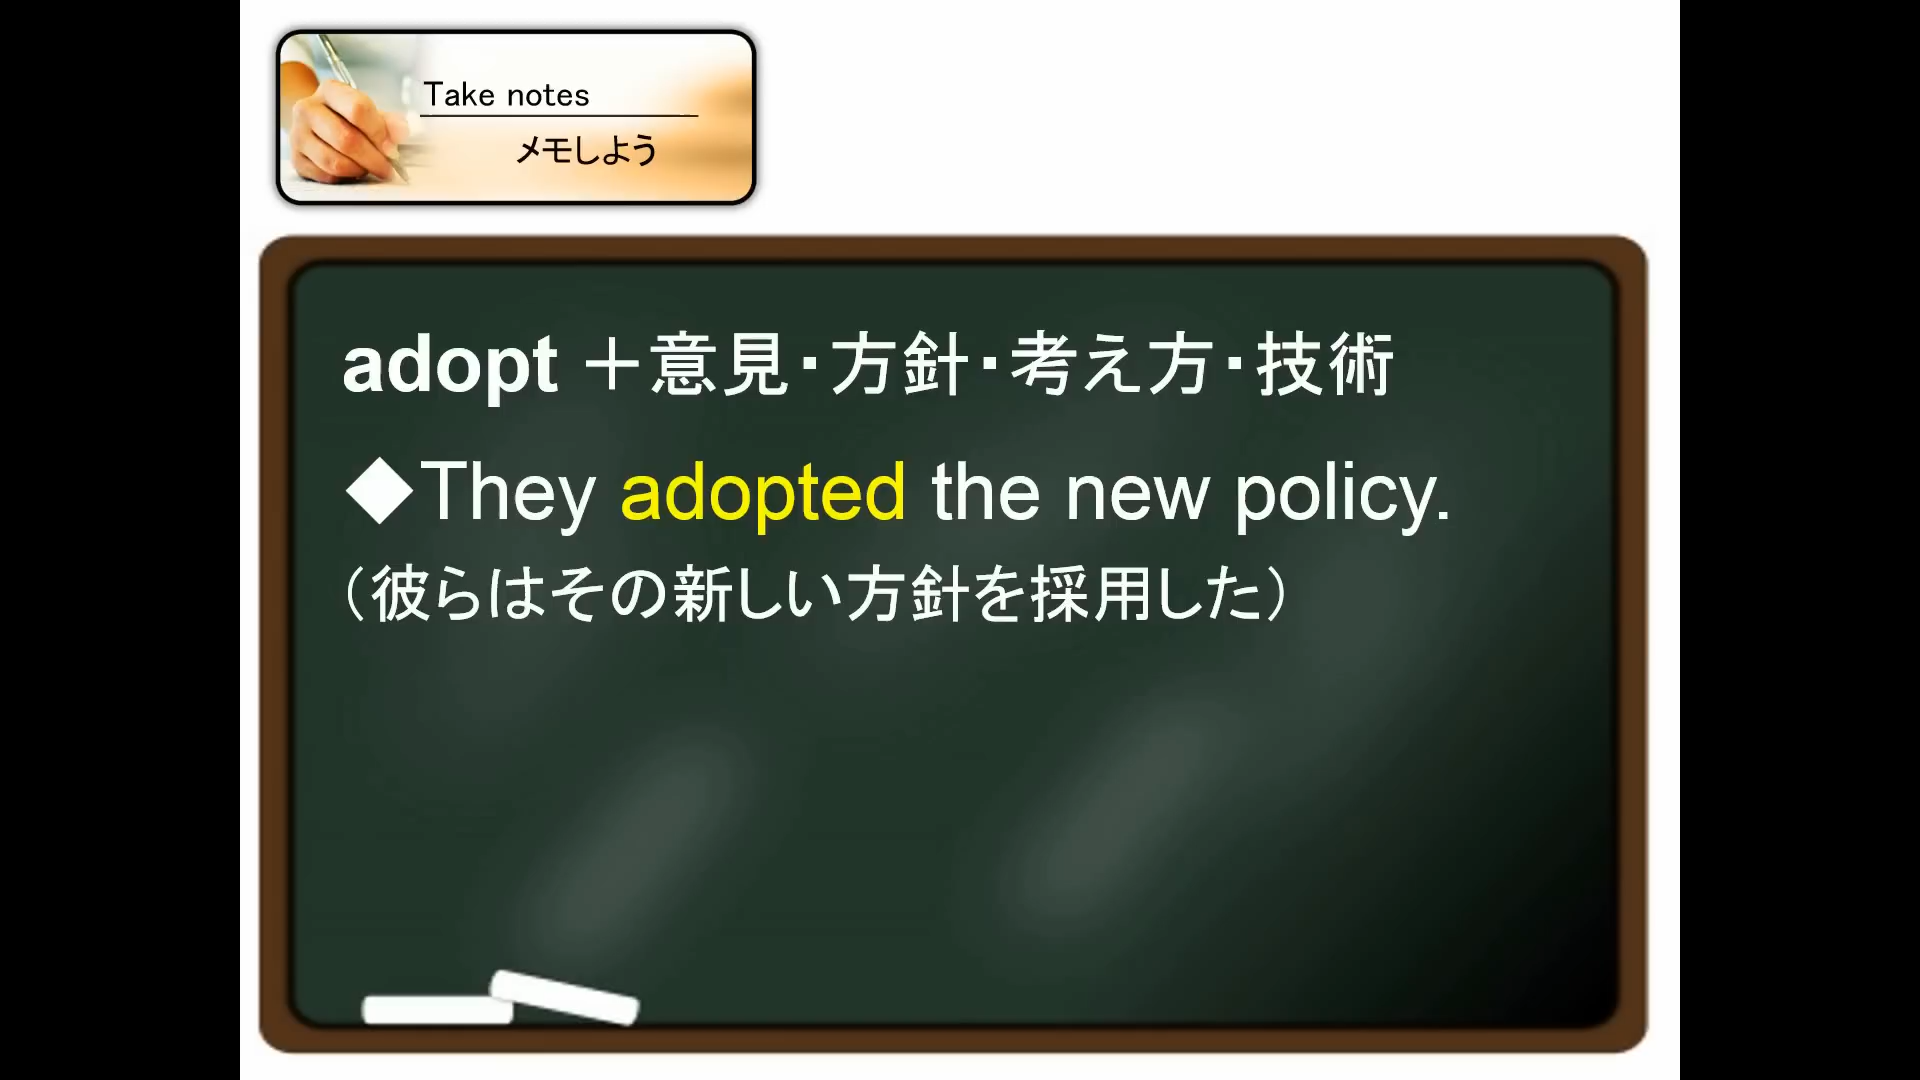 Take notes
メモしよう
adopt ＋意見・方針・考え方・技術
◆They adopted the new policy.
（彼らはその新しい方針を採用した）